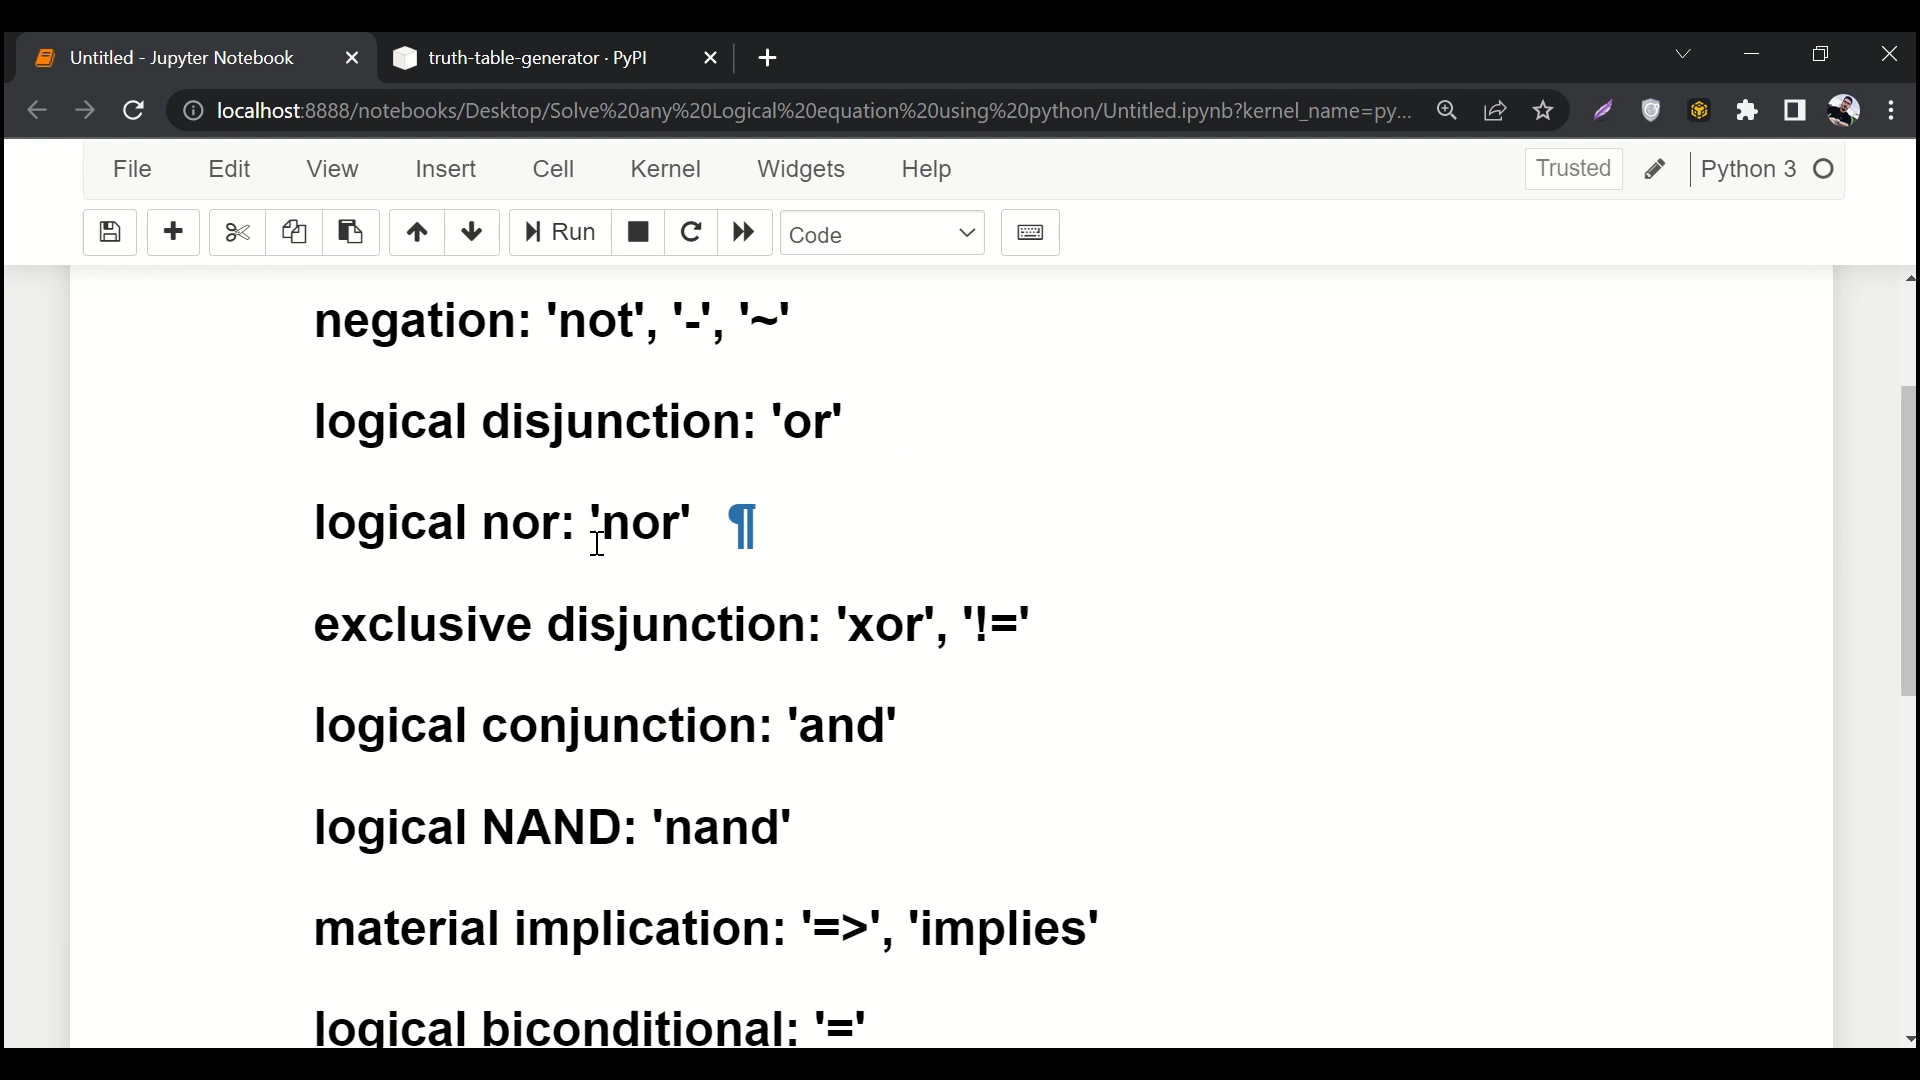 Untitled - Jupyter Notebook
truth-table-generator · PyPI
localhost:8888/notebooks/Desktop/Solve%20any%20Logical%20equation%20using%20python/Untitled.ipynb?kernel_name=py...
File Edit View Insert Cell Kernel Widgets Help Trusted Python 3
Run Code
negation: 'not', '-', '~'
logical disjunction: 'or'
logical nor: 'nor' ¶
exclusive disjunction: 'xor', '!='
logical conjunction: 'and'
logical NAND: 'nand'
material implication: '=>', 'implies'
logical biconditional: '='